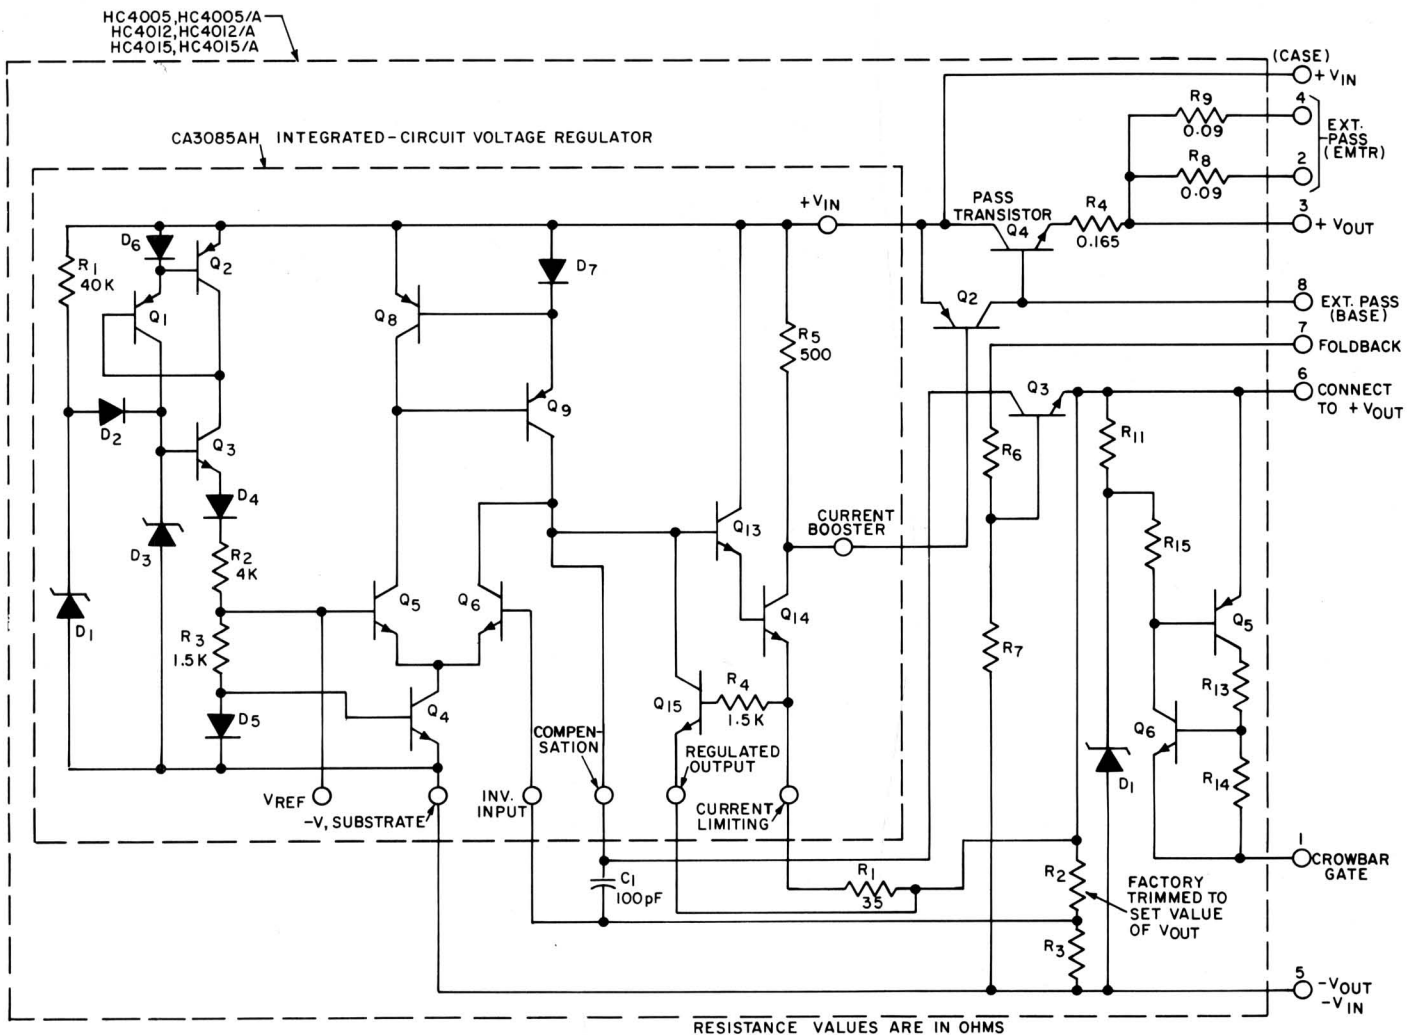 HC4005,HC4005/A
HC4012,HC4012/A
HC4015,HC4015/A
(CASE)
+VIN
R9
0.09
4
EXT.
PASS
(EMTR)
R8
0.09
2
CA3085AH INTEGRATED-CIRCUIT VOLTAGE REGULATOR
+VIN
PASS
TRANSISTOR
Q4
R4
0.165
3
+ VOUT
D6
Q2
R1
40K
D7
Q2
8
EXT. PASS
(BASE)
Q1
Q8
R5
500
7
FOLDBACK
Q3
6
CONNECT
TO +VOUT
D2
Q9
Q3
R6
R11
D4
CURRENT
BOOSTER
Q13
D3
R2
4K
R15
D1
Q5
Q6
Q14
Q5
R3
1.5K
R7
R13
D5
Q4
R4
1.5K
Q15
Q6
COMPEN-
SATION
REGULATED
OUTPUT
D1
R14
VREF
-V, SUBSTRATE
INV.
INPUT
CURRENT
LIMITING
1
CROWBAR
GATE
C1
100pF
R1
35
R2
FACTORY
TRIMMED TO
SET VALUE
OF VOUT
R3
5
-VOUT
-VIN
RESISTANCE VALUES ARE IN OHMS